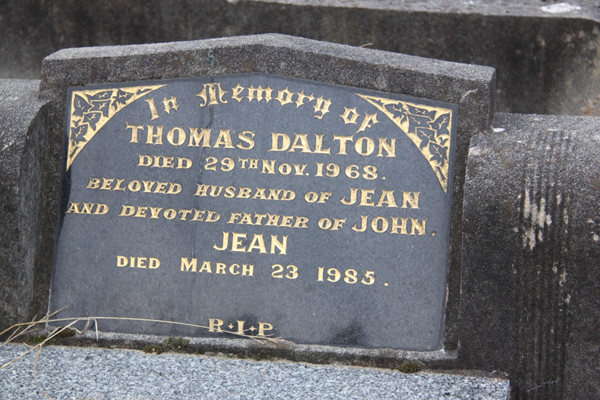 In Memory of
THOMAS DALTON
DIED 29TH NOV. 1968.
BELOVED HUSBAND OF JEAN
AND DEVOTED FATHER OF JOHN.
JEAN
DIED MARCH 23 1985.
R.I.P